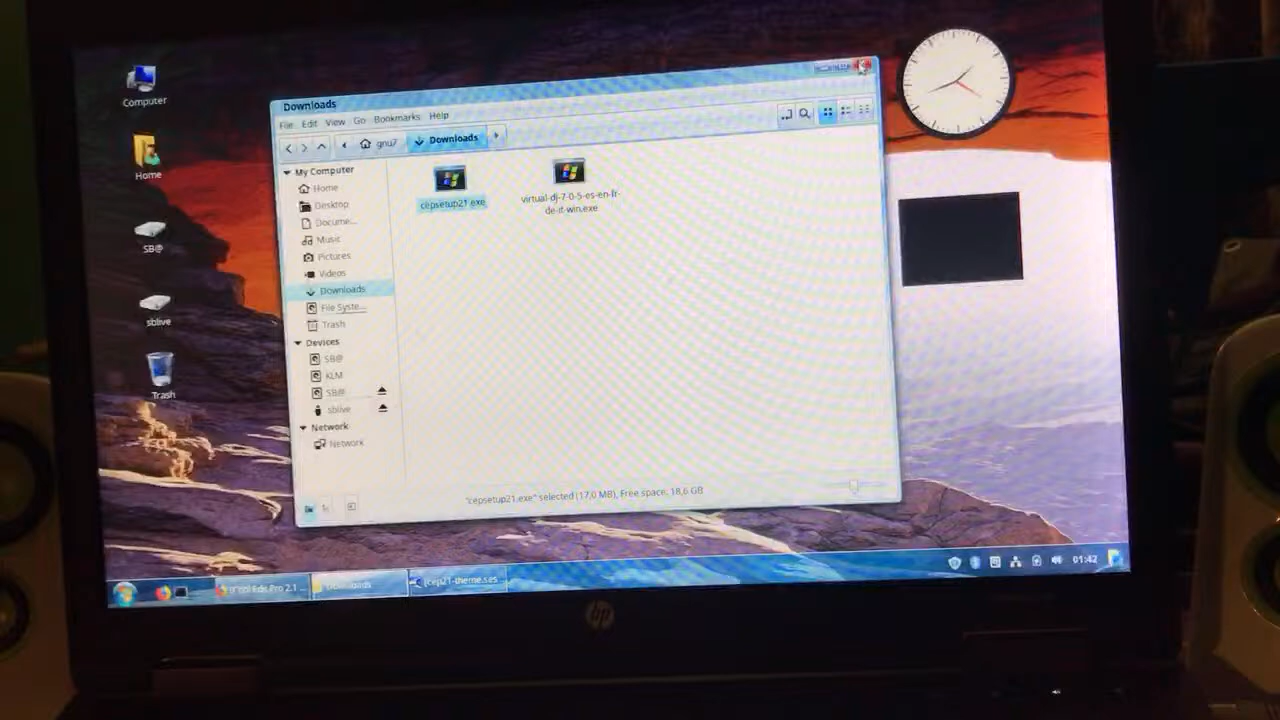 Computer
Home
SB@
sblive
Trash
Downloads
File Edit View Go Bookmarks Help
gnu7 Downloads
My Computer
Home
Desktop
Docume...
Music
Pictures
Videos
Downloads
File Syste...
Trash
Devices
SB@
KLM
SB@
sblive
Network
Network
cepsetup21.exe
virtual-dj-7-0-5-es-en-fr-
de-it-win.exe
"cepsetup21.exe" selected (17,0 MB), Free space: 18,6 GB
Downloads
[cep21-theme.ses
01:42
hp